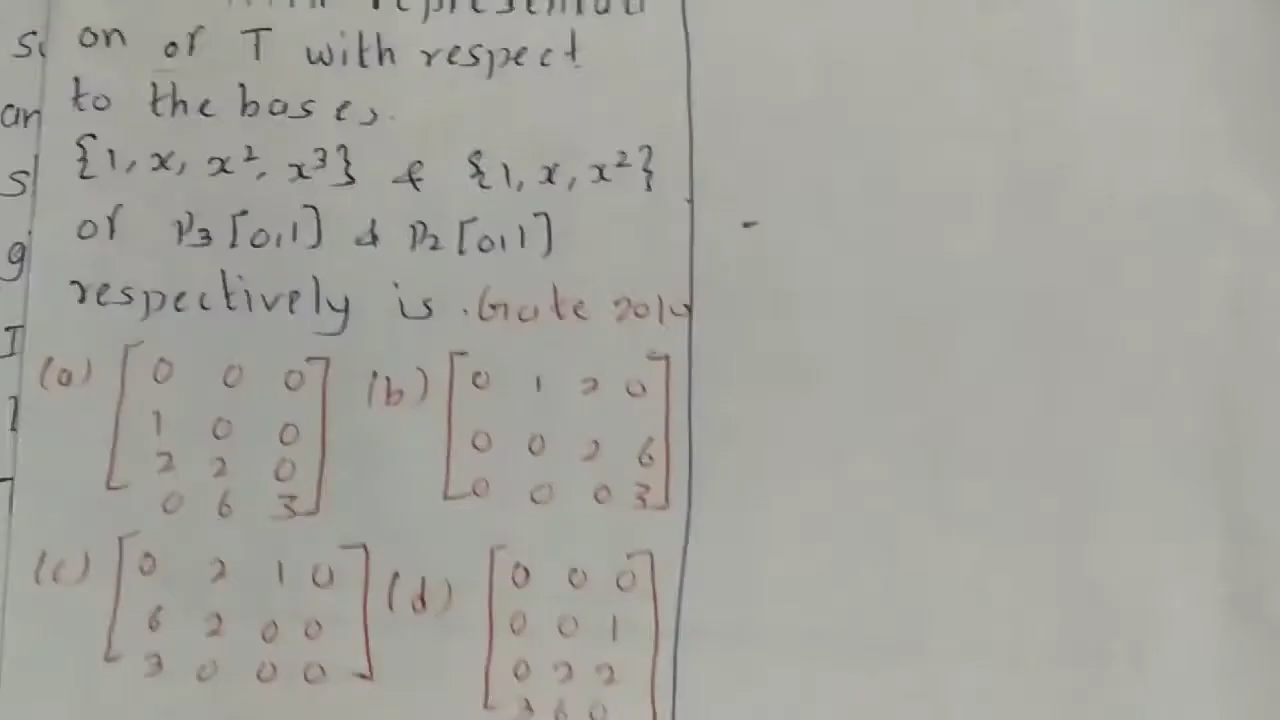 on of T with respect
to the bases.
{1, x, x², x³} & {1, x, x²}
of P₃ [0,1] & P₂ [0,1]
respectively is. Gate 2014
(a) [0 0 0 (b) [0 1 2 0
1 0 0 0 0 2 6
2 2 0 0 0 0 3]
0 6 3]
(c) [0 2 1 0 (d) [0 0 0
6 2 0 0 0 0 1
3 0 0 0] 0 2 2
3 6 0